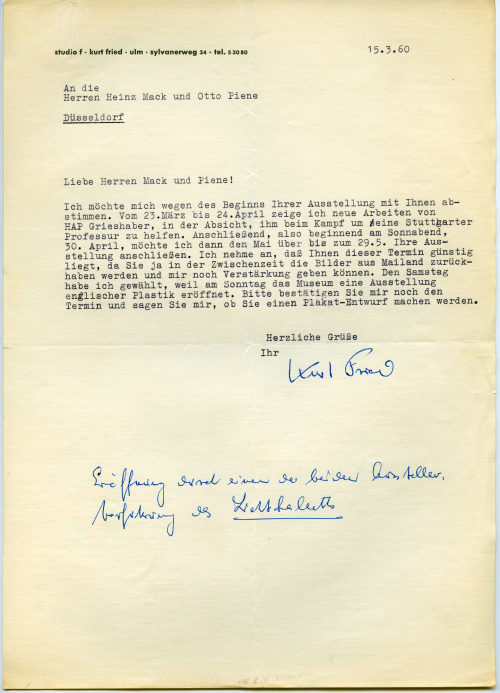 studio f · kurt fried · ulm · sylvanerweg 34 · tel. 53080
15.3.60
An die
Herren Heinz Mack und Otto Piene
Düsseldorf
Liebe Herren Mack und Piene!
Ich möchte mich wegen des Beginns Ihrer Ausstellung mit Ihnen ab-
stimmen. Vom 23.März bis 24.April zeige ich neue Arbeiten von
HAP Grieshaber, in der Absicht, ihm beim Kampf um seine Stuttgarter
Professur zu helfen. Anschließend, also beginnend am Sonnabend,
30. April, möchte ich dann den Mai über bis zum 29.5. Ihre Aus-
stellung anschließen. Ich nehme an, daß Ihnen dieser Termin günstig
liegt, da Sie ja in der Zwischenzeit die Bilder aus Mailand zurück-
haben werden und mir noch Verstärkung geben können. Den Samstag
habe ich gewählt, weil am Sonntag das Museum eine Ausstellung
englischer Plastik eröffnet. Bitte bestätigen Sie mir noch den
Termin und sagen Sie mir, ob Sie einen Plakat-Entwurf machen werden.
Herzliche Grüße
Ihr
Kurt Fried
Eröffnung durch einen der beiden Aussteller.
Vorführung des Lichtballetts